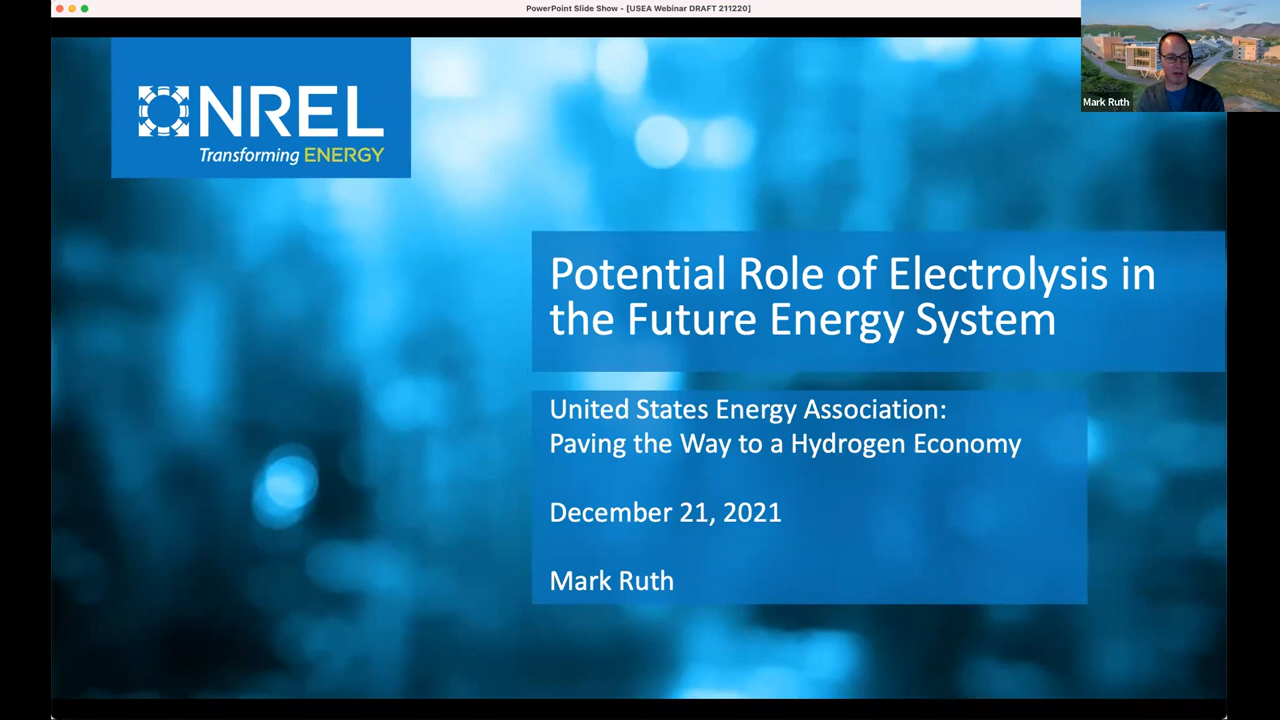 PowerPoint Slide Show - [USEA Webinar DRAFT 211220]
Mark Ruth
NREL
Transforming ENERGY
Potential Role of Electrolysis in
the Future Energy System
United States Energy Association:
Paving the Way to a Hydrogen Economy
December 21, 2021
Mark Ruth